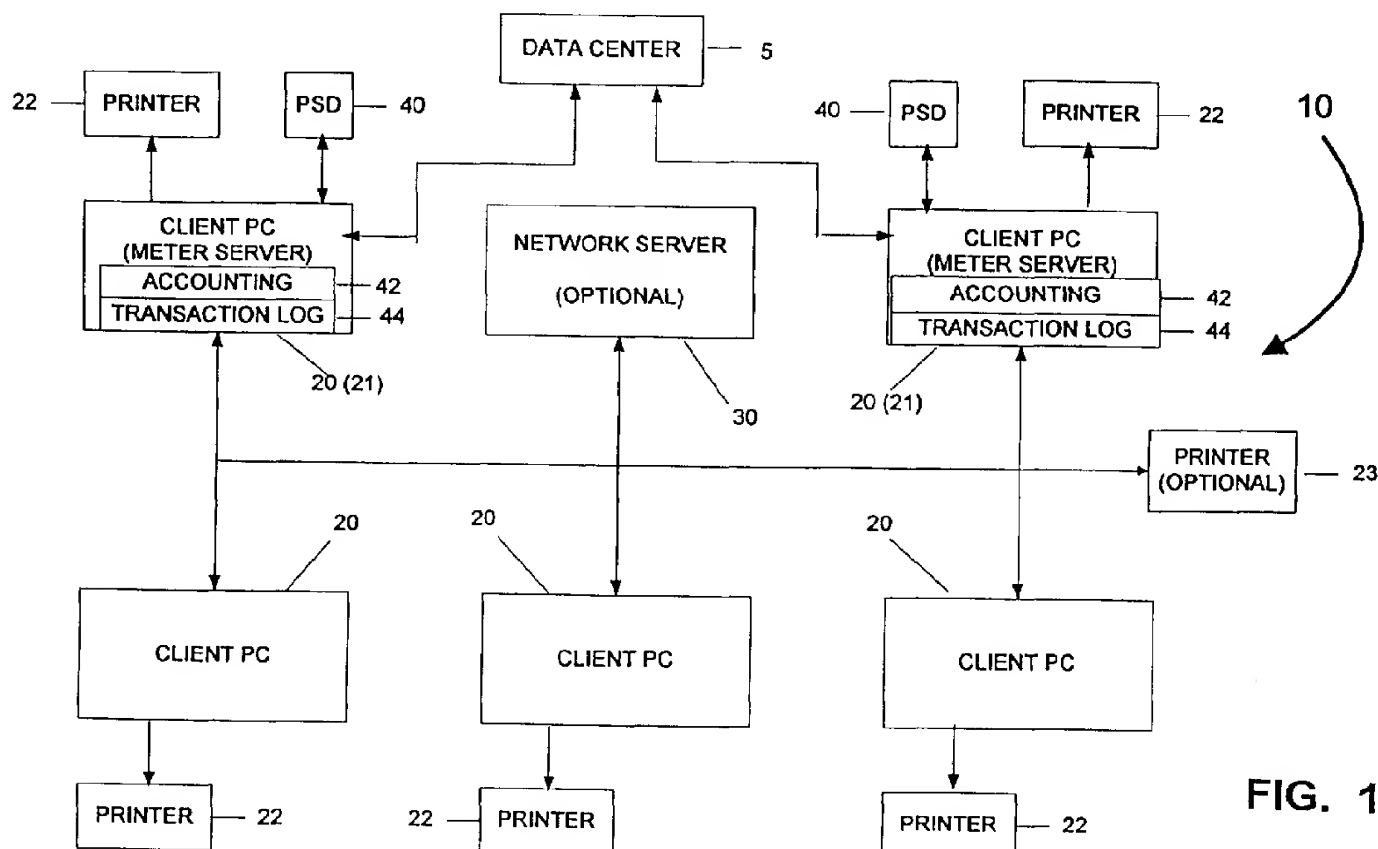 DATA CENTER 5
22 PRINTER
PSD 40
40 PSD
PRINTER 22
10
CLIENT PC
(METER SERVER)
ACCOUNTING 42
TRANSACTION LOG 44
20 (21)
NETWORK SERVER
(OPTIONAL)
30
CLIENT PC
(METER SERVER)
ACCOUNTING 42
TRANSACTION LOG 44
20 (21)
PRINTER
(OPTIONAL) 23
20
CLIENT PC
20
CLIENT PC
20
CLIENT PC
PRINTER 22
22 PRINTER
PRINTER 22
FIG. 1